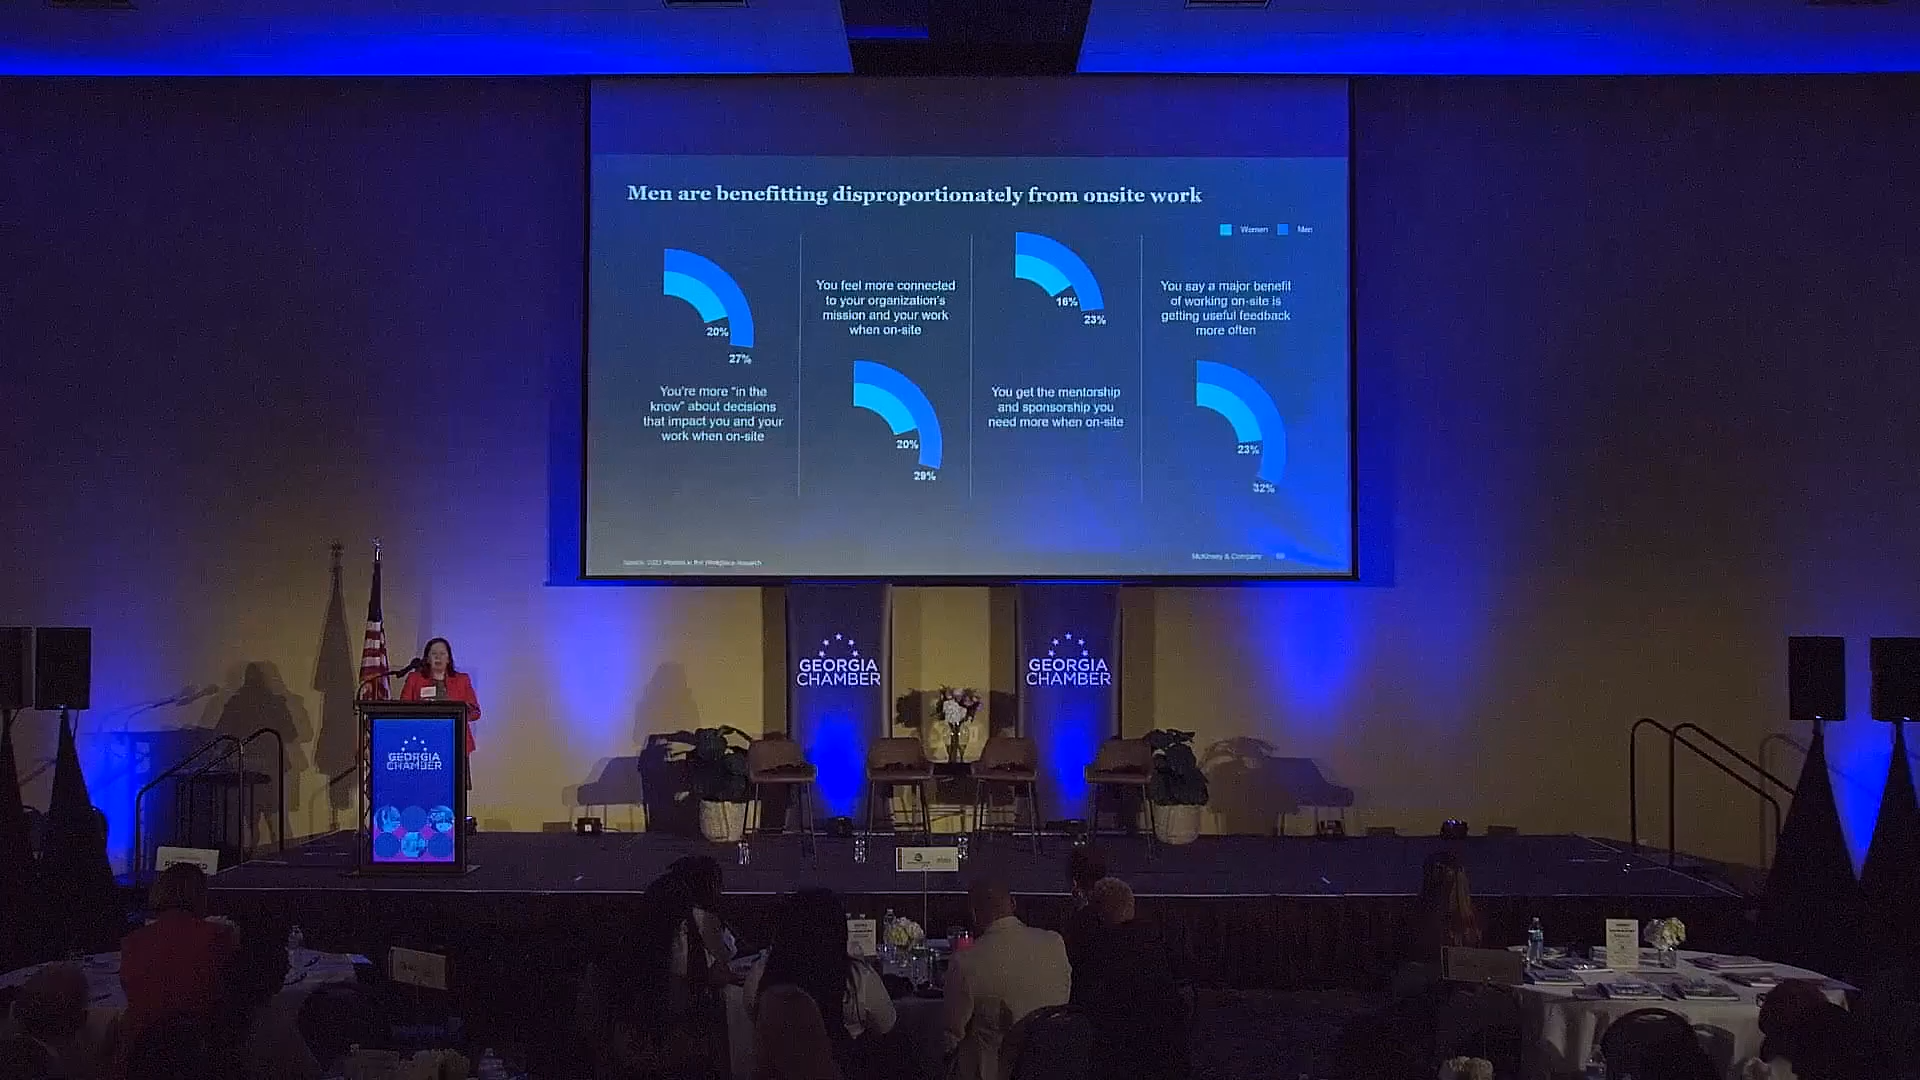 Men are benefitting disproportionately from onsite work
Women
Men
20%
27%
You're more "in the
know" about decisions
that impact you and your
work when on-site
You feel more connected
to your organization's
mission and your work
when on-site
20%
29%
16%
23%
You get the mentorship
and sponsorship you
need more when on-site
You say a major benefit
of working on-site is
getting useful feedback
more often
23%
32%
McKinsey & Company
GEORGIA
CHAMBER
GEORGIA
CHAMBER
GEORGIA
CHAMBER